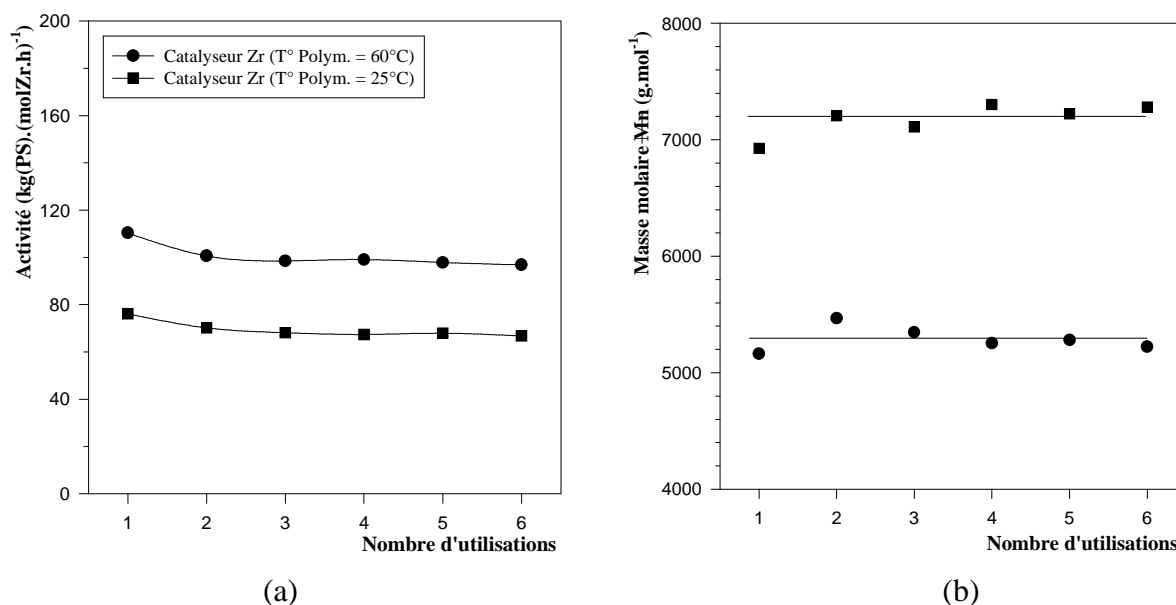 Activité (kg(PS).(molZr.h)⁻¹)
200
160
120
80
40
0
Catalyseur Zr (T° Polym. = 60°C)
Catalyseur Zr (T° Polym. = 25°C)
1 2 3 4 5 6
Nombre d'utilisations
(a)
Masse molaire Mn (g.mol⁻¹)
8000
7000
6000
5000
4000
1 2 3 4 5 6
Nombre d'utilisations
(b)